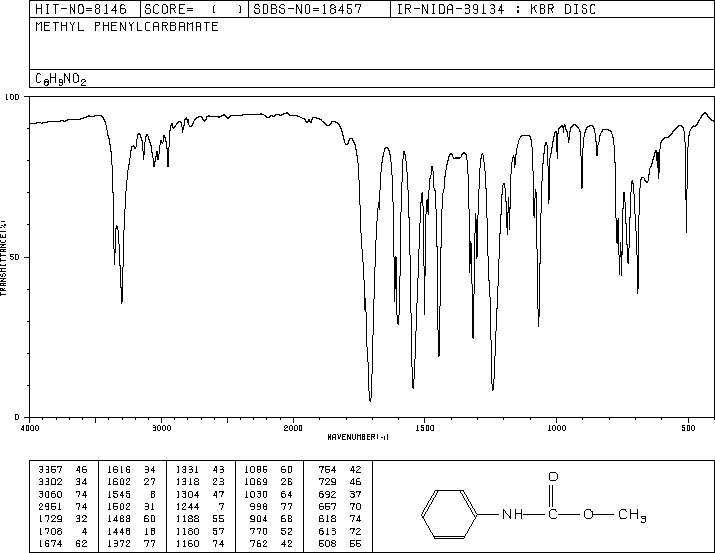 HIT-NO=8146 SCORE= ( ) SDBS-NO=18457 IR-NIDA-39134 : KBR DISC
METHYL PHENYLCARBAMATE
C8H9NO2
100
50
0
TRANSMITTANCE(%)
4000 3000 2000 1500 1000 500
WAVENUMBER(-1)
3357 46 1616 34 1331 43 1086 60 754 42
3302 34 1602 27 1318 23 1069 26 729 46
3060 74 1545 8 1304 47 1030 64 692 37
2951 74 1502 31 1244 7 998 77 657 70
1729 32 1488 60 1188 55 904 68 618 74
1708 4 1448 18 1180 57 770 52 613 72
1674 62 1372 77 1160 74 762 42 508 55
O
NH C O CH3